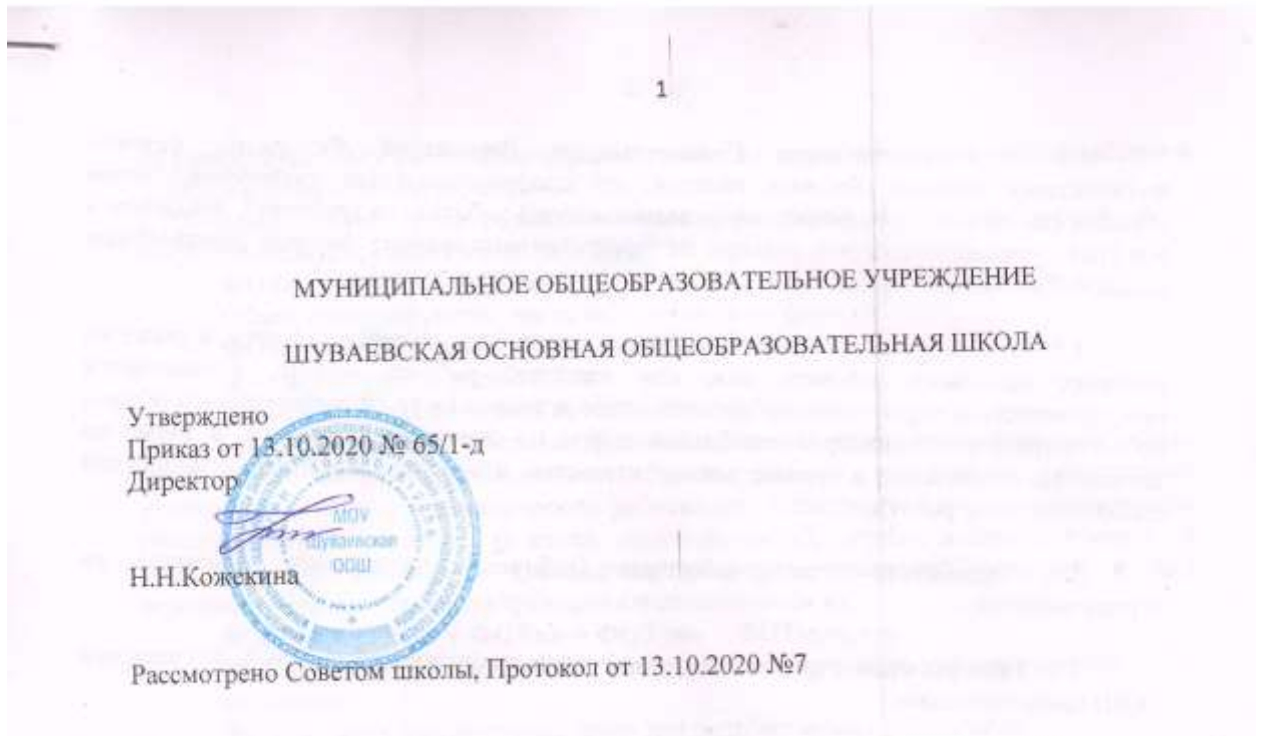 1
МУНИЦИПАЛЬНОЕ ОБЩЕОБРАЗОВАТЕЛЬНОЕ УЧРЕЖДЕНИЕ
ШУВАЕВСКАЯ ОСНОВНАЯ ОБЩЕОБРАЗОВАТЕЛЬНАЯ ШКОЛА
Утверждено
Приказ от 13.10.2020 № 65/1-д
Директор
МОУ
Шуваевская
ООШ
Н.Н.Кожекина
Рассмотрено Советом школы, Протокол от 13.10.2020 №7